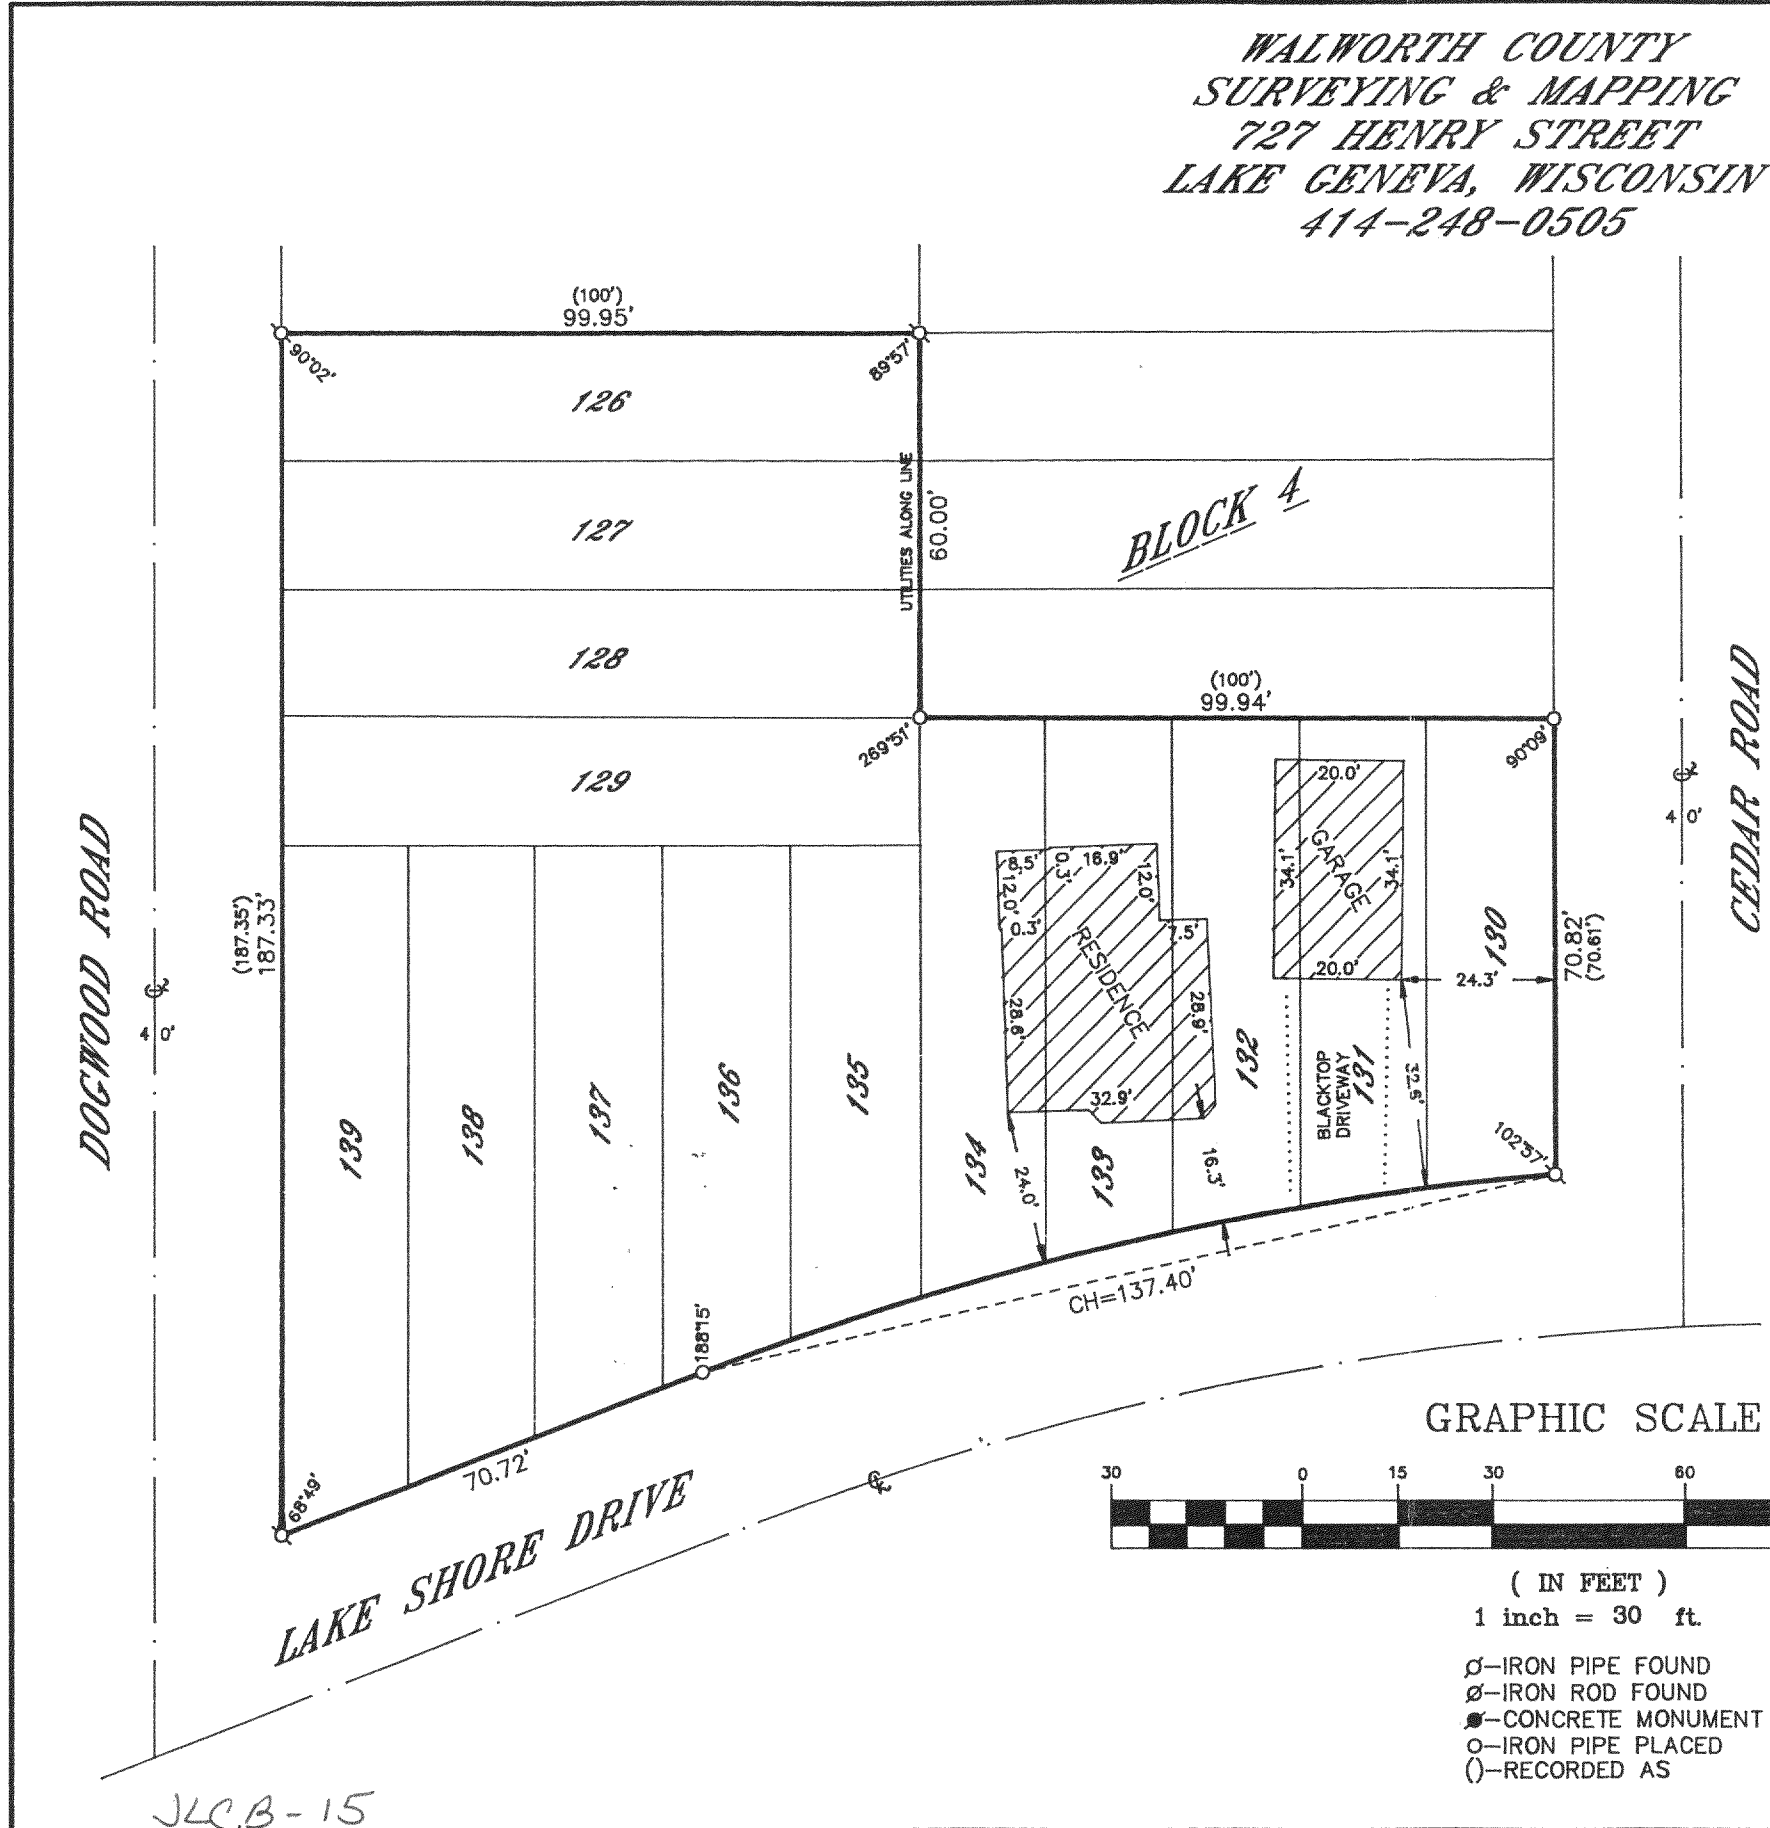 WALWORTH COUNTY
SURVEYING & MAPPING
727 HENRY STREET
LAKE GENEVA, WISCONSIN
414-248-0505
(100')
99.95'
90°02'
89°57'
126
127
128
129
UTILITIES ALONG LINE
60.00'
BLOCK 4
(100')
99.94'
269°51'
90°09'
DOGWOOD ROAD
℄
40'
(187.35')
187.33'
CEDAR ROAD
℄
40'
70.82'
(70.61')
20.0'
34.1'
GARAGE
34.1'
20.0'
24.3'
32.6'
8.5'
0.3'
16.9'
12.0'
12.0'
0.3'
7.5'
RESIDENCE
28.6'
28.9'
32.9'
24.0'
16.3'
BLACKTOP
DRIVEWAY
139
138
137
136
135
134
133
132
131
130
102°57'
188°15'
CH=137.40'
70.72'
68°49'
LAKE SHORE DRIVE
℄
GRAPHIC SCALE
30 0 15 30 60
( IN FEET )
1 inch = 30 ft.
-IRON PIPE FOUND
-IRON ROD FOUND
-CONCRETE MONUMENT
-IRON PIPE PLACED
()-RECORDED AS
JLCB-15